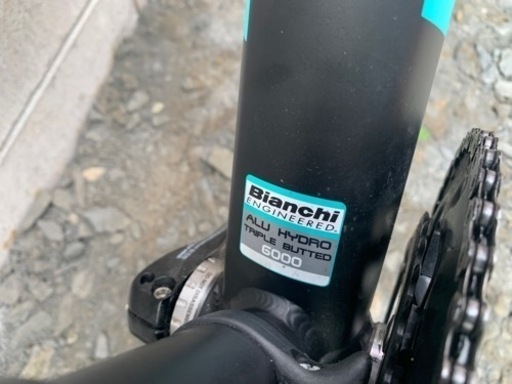 Bianchi
ENGINEERED.
ALU HYDRO
TRIPLE BUTTED
6000